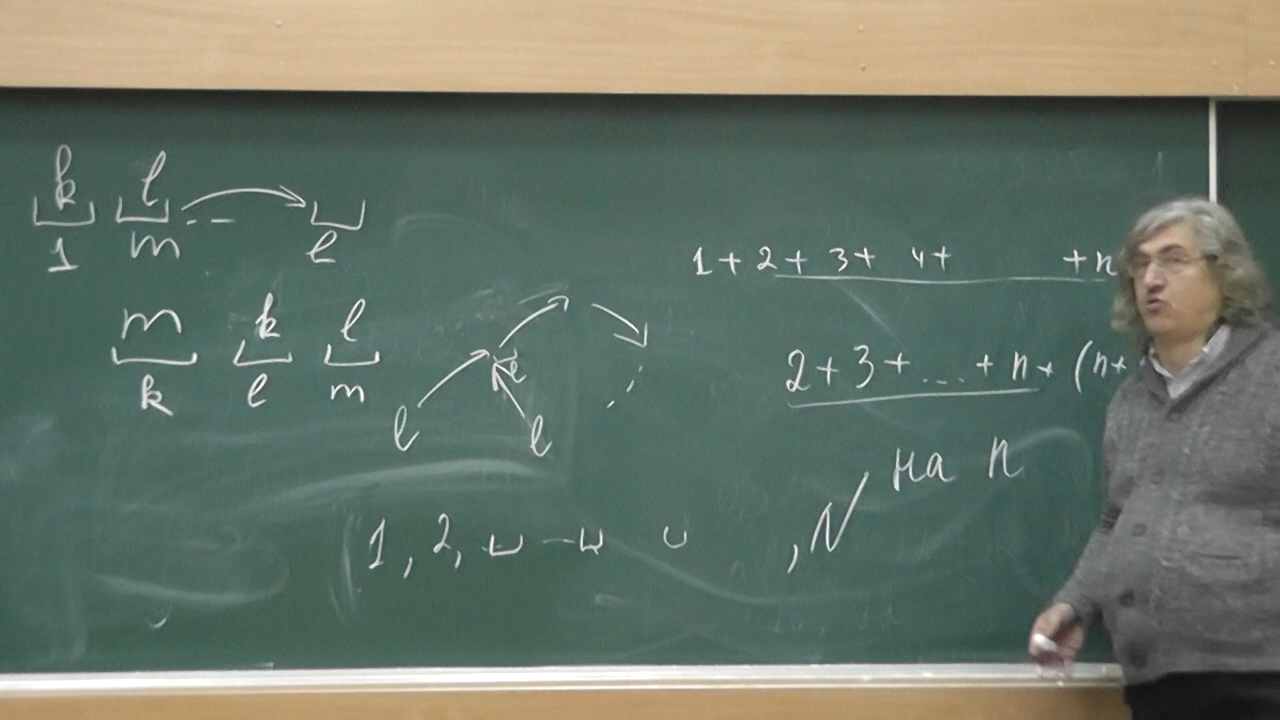 k l
1 m l
m k l
k l m
l l l
1 + 2 + 3 + 4 + + n
2 + 3 + ... + n + (n+
на n
1, 2, , N